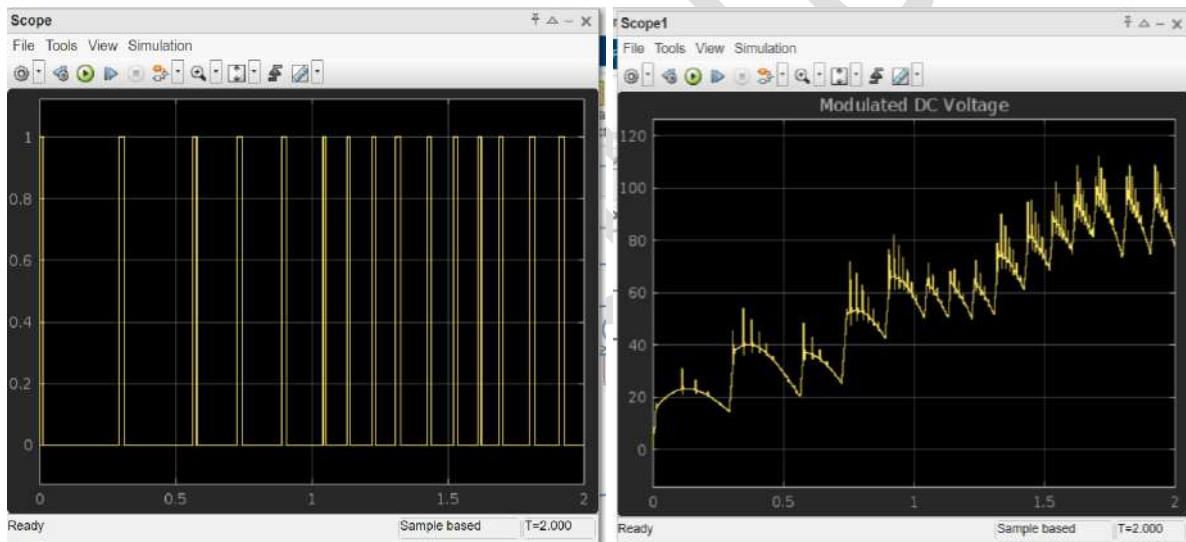 Scope
File Tools View Simulation
1
0.8
0.6
0.4
0.2
0
0 0.5 1 1.5 2
Ready Sample based T=2.000
Scope1
File Tools View Simulation
Modulated DC Voltage
120
100
80
60
40
20
0
0 0.5 1 1.5 2
Ready Sample based T=2.000